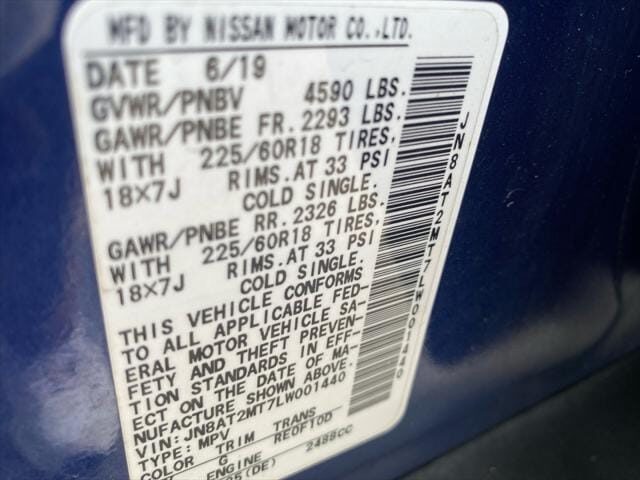 MFD BY NISSAN MOTOR CO.,LTD.
DATE 6/19
GVWR/PNBV 4590 LBS.
GAWR/PNBE FR. 2293 LBS.
WITH 225/60R18 TIRES,
18X7J RIMS.AT 33 PSI
COLD SINGLE.
GAWR/PNBE RR. 2326 LBS.
WITH 225/60R18 TIRES,
18X7J RIMS.AT 33 PSI
COLD SINGLE.
THIS VEHICLE CONFORMS
TO ALL APPLICABLE FED-
ERAL MOTOR VEHICLE SA-
FETY AND THEFT PREVEN-
TION STANDARDS IN EFF-
ECT ON THE DATE OF MA-
NUFACTURE SHOWN ABOVE.
VIN:JN8AT2MT7LW001440
TYPE:MPV
COLOR TRIM TRANS
G RE0F10D
ENGINE 2488CC
(DE)
JN8AT2MT7LW001440